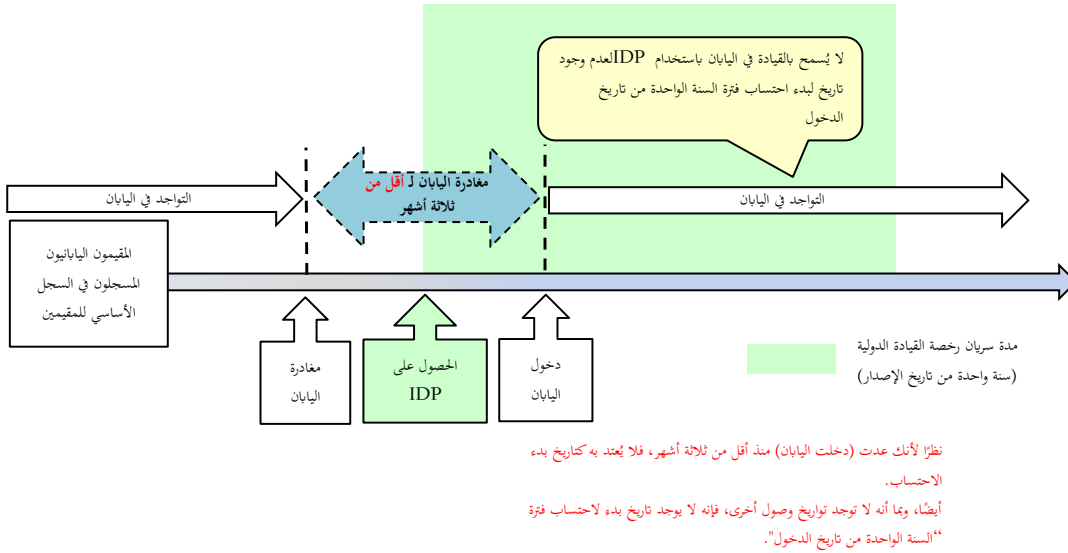 لا يُسمح بالقيادة في اليابان باستخدام IDPلعدم وجود
تاريخ لبدء احتساب فترة السنة الواحدة من تاريخ
الدخول
مغادرة اليابان لـ أقل من
ثلاثة أشهر
التواجد في اليابان
التواجد في اليابان
المقيمون اليابانيون
المسجلون في السجل
الأساسي للمقيمين
مغادرة
اليابان
الحصول على
IDP
دخول
اليابان
مدة سريان رخصة القيادة الدولية
(سنة واحدة من تاريخ الإصدار)
نظرًا لأنك عدت (دخلت اليابان) منذ أقل من ثلاثة أشهر، فلا يُعتد به كتاريخ بدء
الاحتساب.
أيضًا، وبما أنه لا توجد تواريخ وصول أخرى، فإنه لا يوجد تاريخ بدء لاحتساب فترة
“السنة الواحدة من تاريخ الدخول".